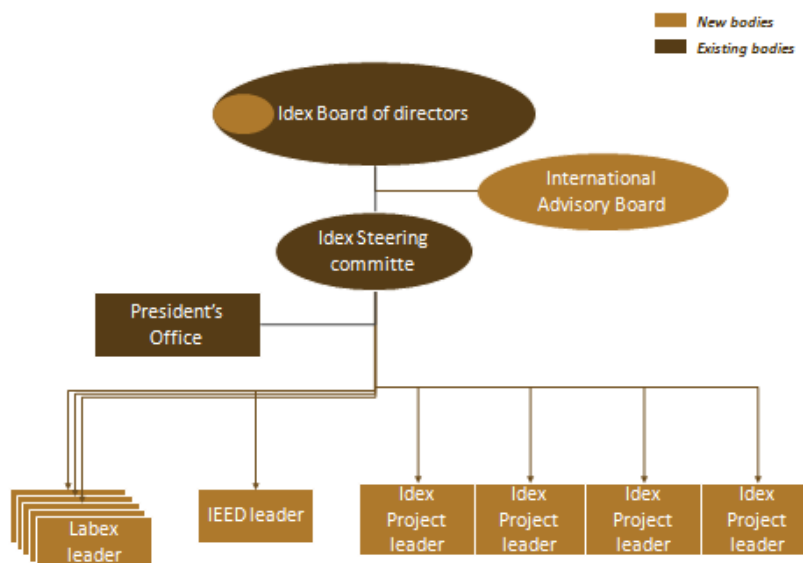 New bodies
Existing bodies
Idex Board of directors
International
Advisory Board
Idex Steering
committe
President's
Office
Labex
leader
IEED leader
Idex
Project
leader
Idex
Project
leader
Idex
Project
leader
Idex
Project
leader